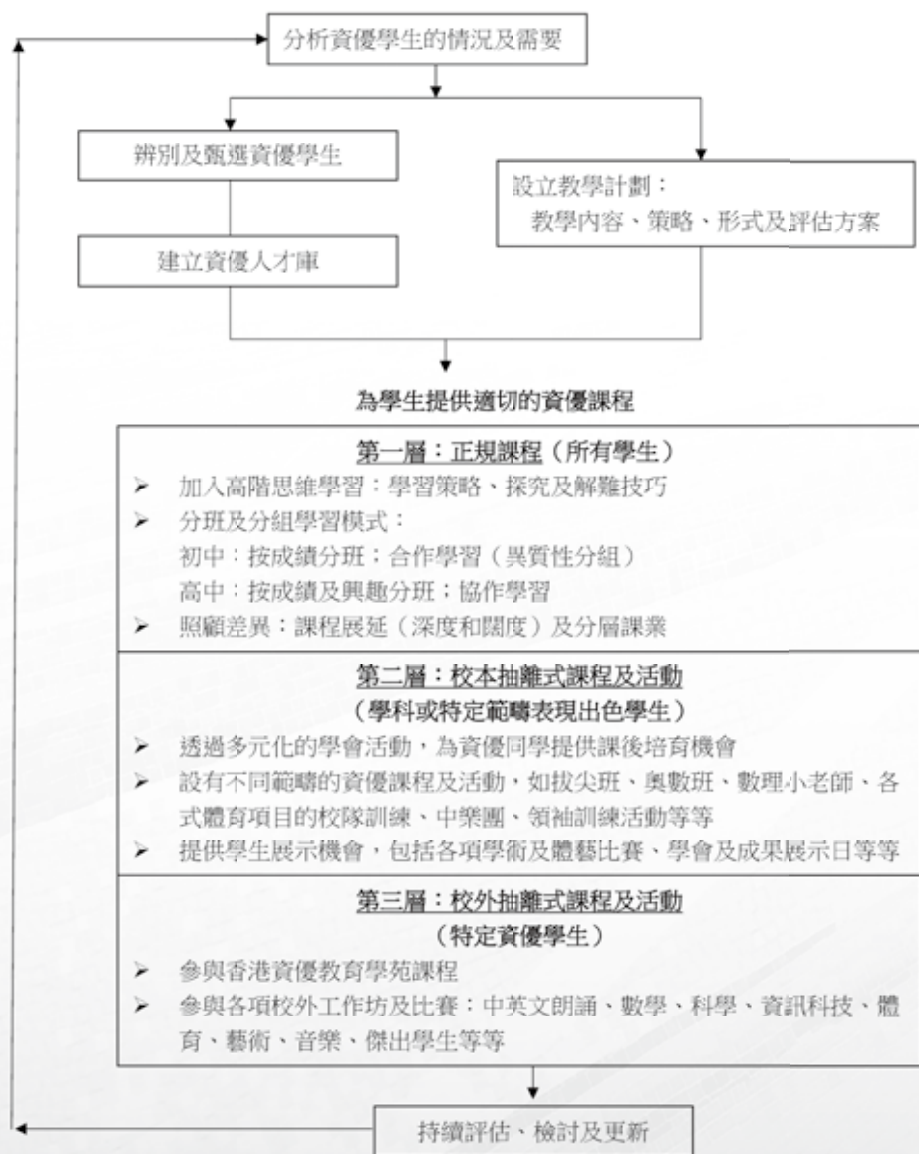 分析資優學生的情況及需要
辨別及甄選資優學生
設立教學計劃：
教學內容、策略、形式及評估方案
建立資優人才庫
為學生提供適切的資優課程
第一層：正規課程（所有學生）
➢ 加入高階思維學習：學習策略、探究及解難技巧
➢ 分班及分組學習模式：
初中：按成績分班；合作學習（異質性分組）
高中：按成績及興趣分班；協作學習
➢ 照顧差異：課程展延（深度和闊度）及分層課業
第二層：校本抽離式課程及活動
（學科或特定範疇表現出色學生）
➢ 透過多元化的學會活動，為資優同學提供課後培育機會
➢ 設有不同範疇的資優課程及活動，如拔尖班、奧數班、數理小老師、各
式體育項目的校隊訓練、中樂團、領袖訓練活動等等
➢ 提供學生展示機會，包括各項學術及體藝比賽、學會及成果展示日等等
第三層：校外抽離式課程及活動
（特定資優學生）
➢ 參與香港資優教育學苑課程
➢ 參與各項校外工作坊及比賽：中英文朗誦、數學、科學、資訊科技、體
育、藝術、音樂、傑出學生等等
持續評估、檢討及更新